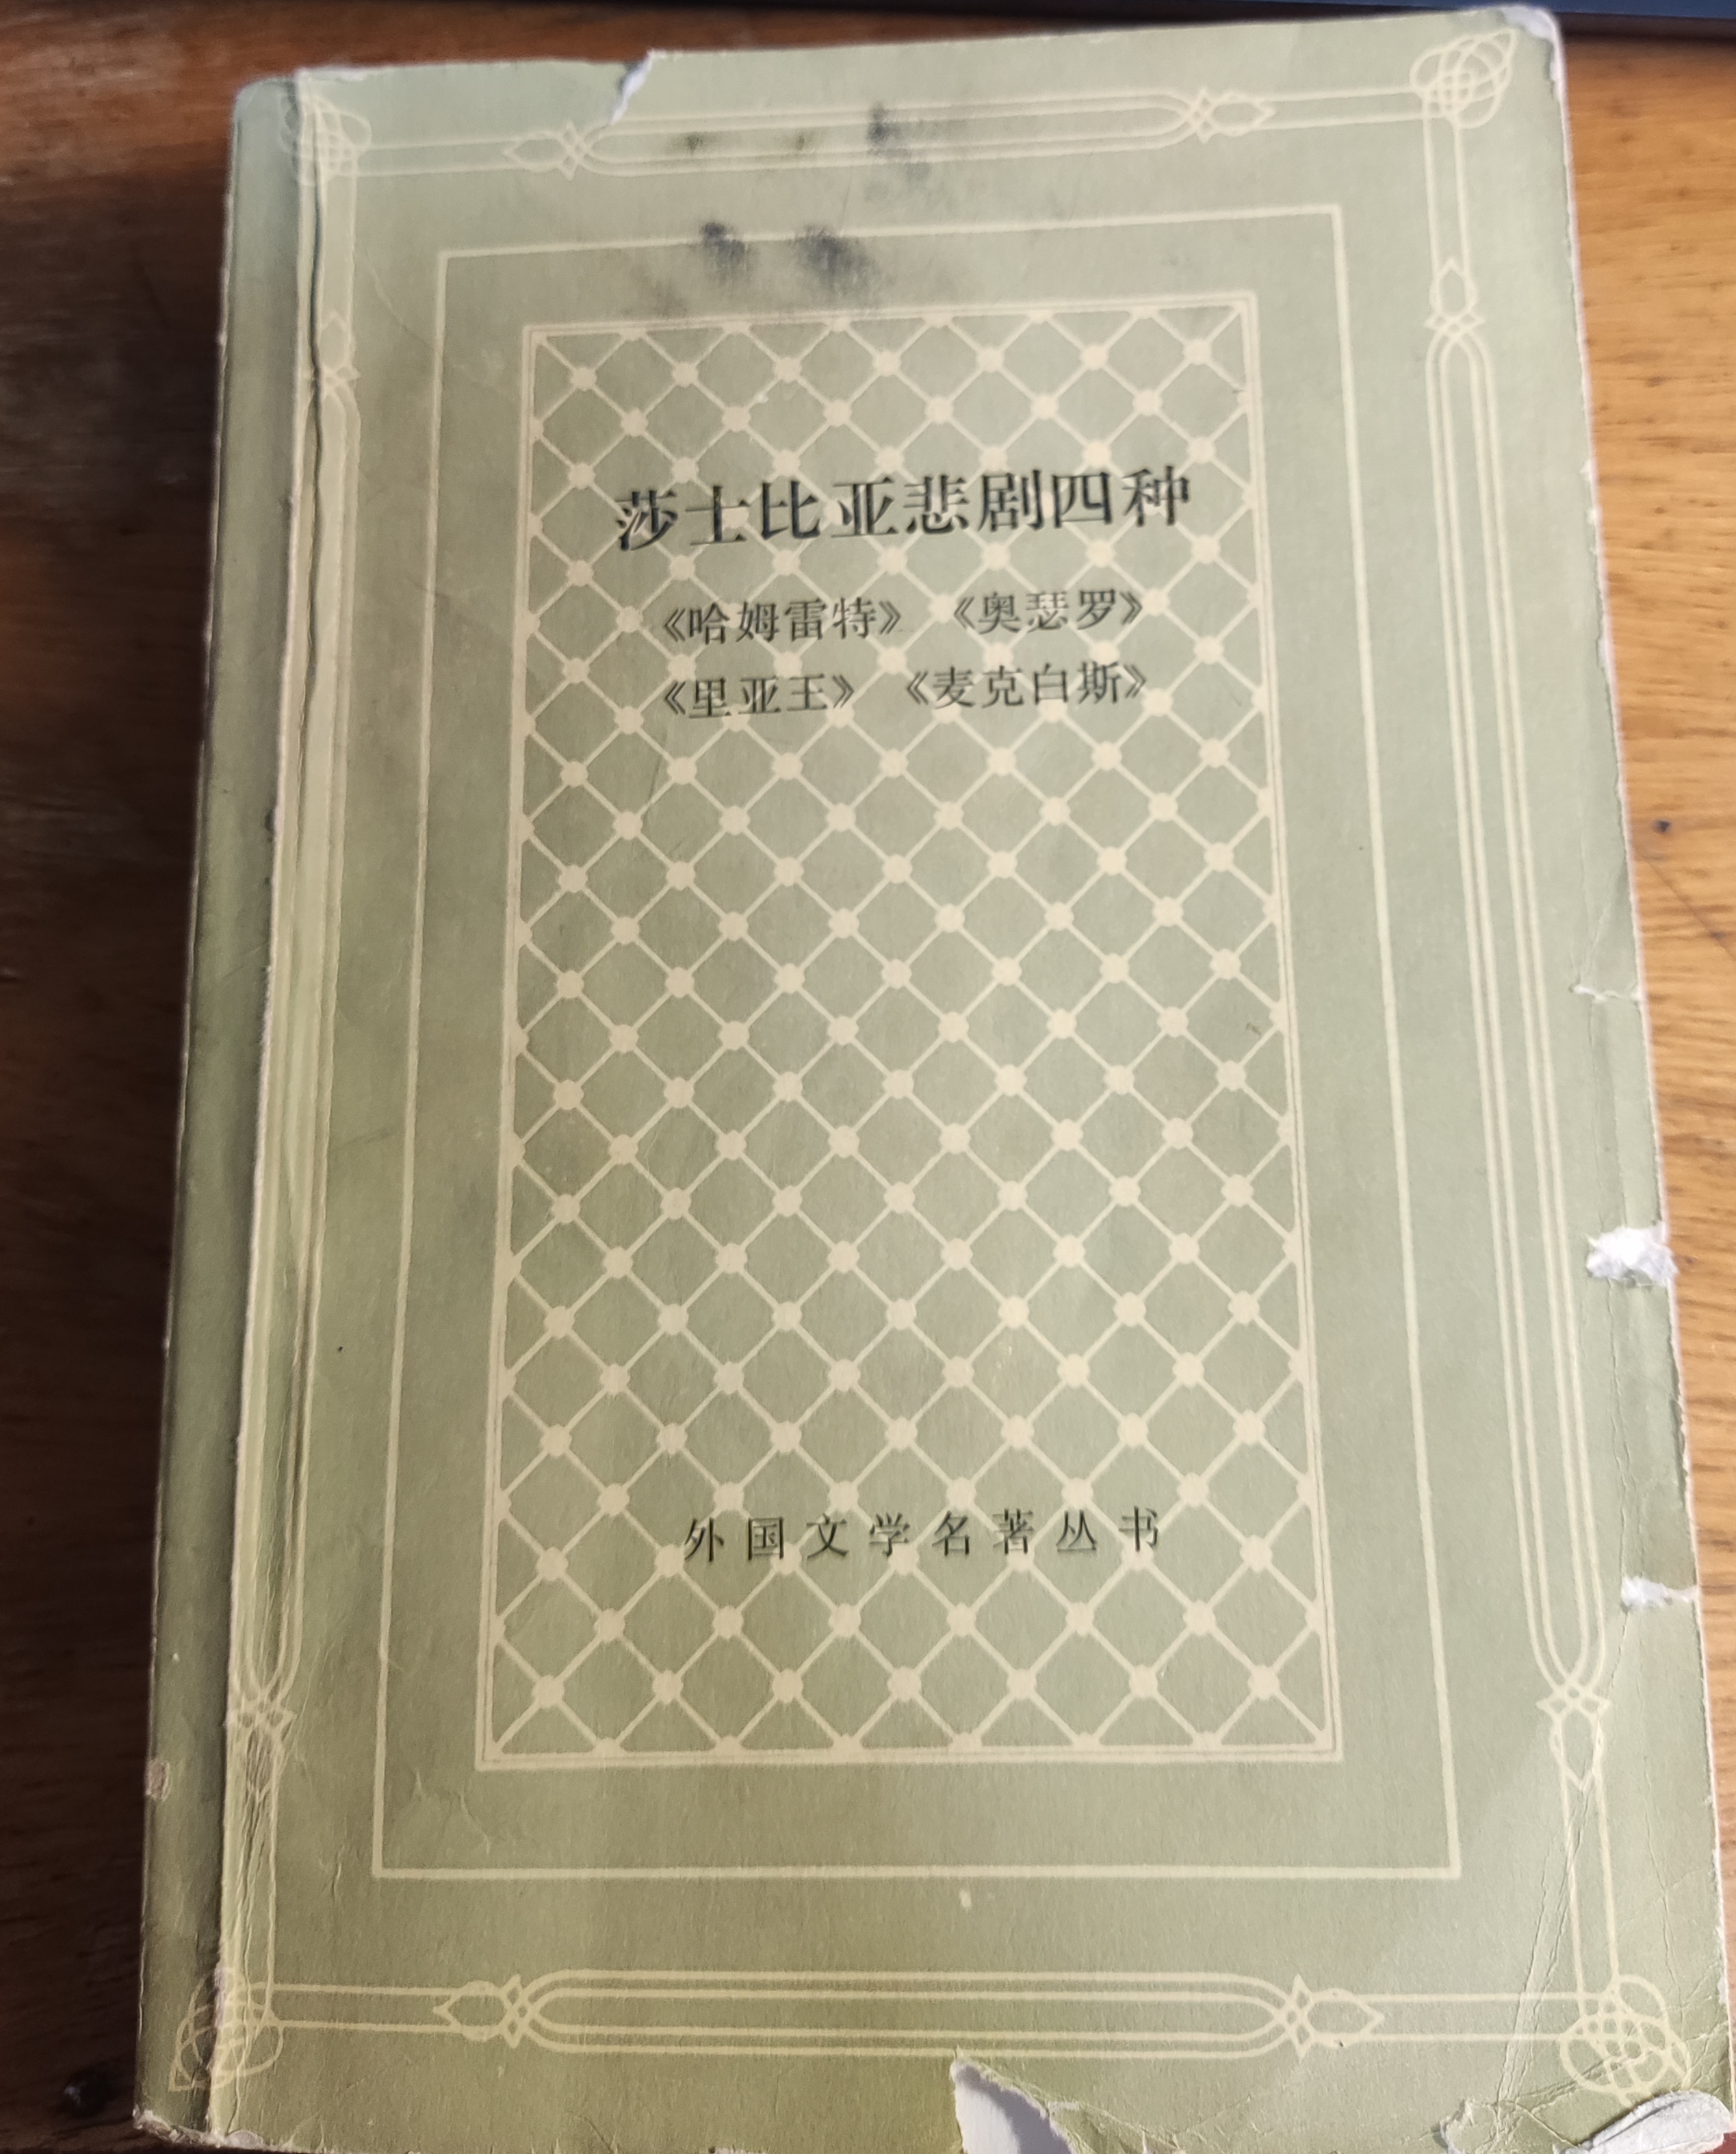 莎士比亚悲剧四种
《哈姆雷特》 《奥瑟罗》
《里亚王》 《麦克白斯》
外国文学名著丛书